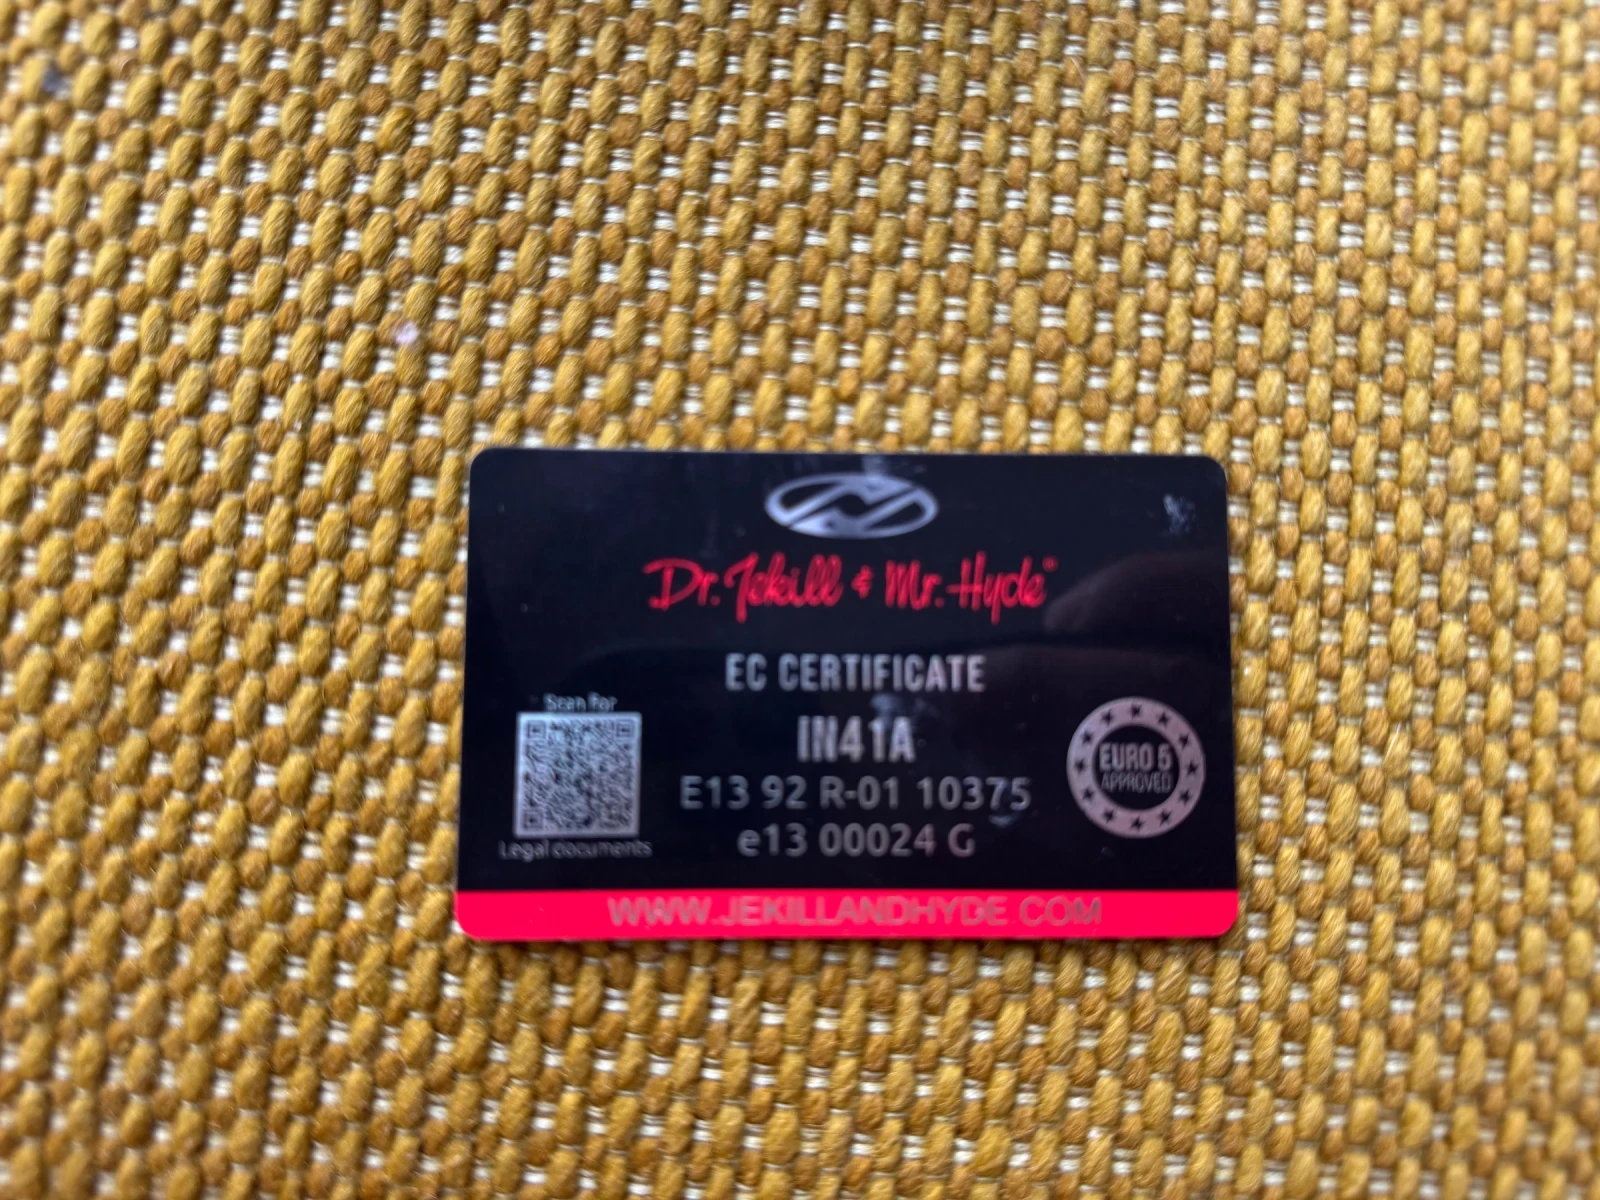 Dr. Jekill & Mr. Hyde
EC CERTIFICATE
IN41A
E13 92 R-01 10375
e13 00024 G
Scan For
Legal documents
EURO 5
APPROVED
WWW.JEKILLANDHYDE.COM